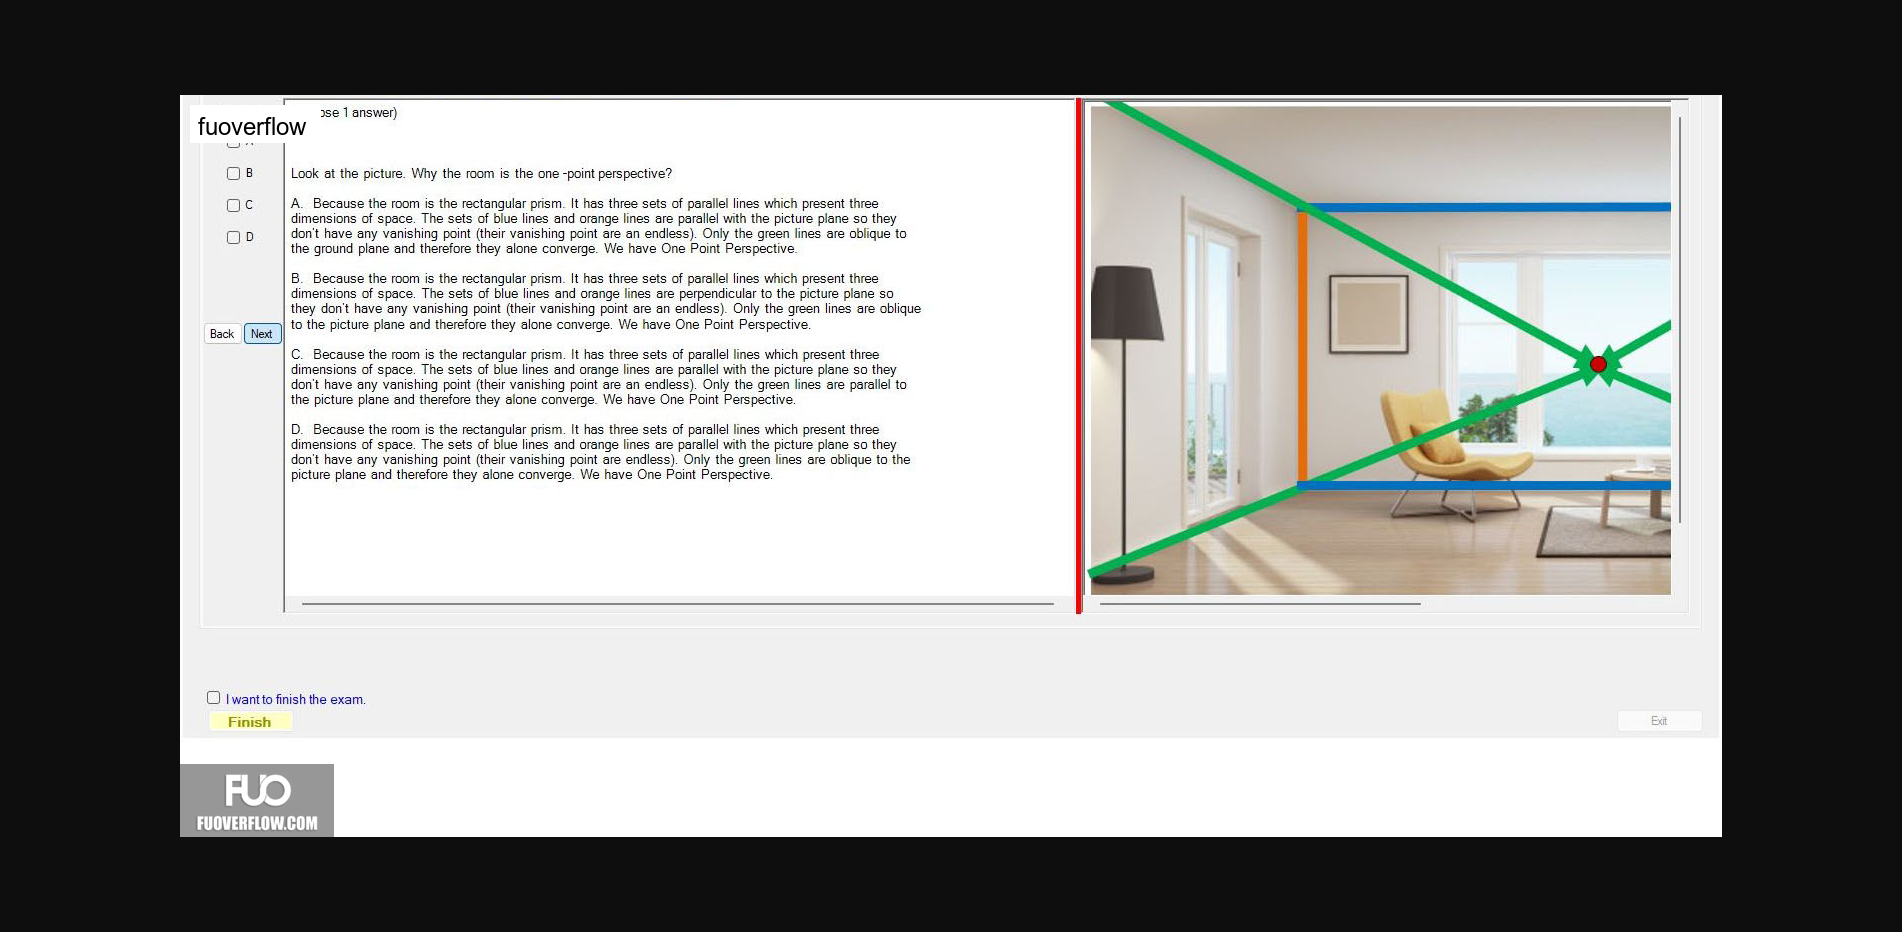 fuoverflow
ose 1 answer)
B
C
D
Back
Next
Look at the picture. Why the room is the one -point perspective?
A. Because the room is the rectangular prism. It has three sets of parallel lines which present three
dimensions of space. The sets of blue lines and orange lines are parallel with the picture plane so they
don't have any vanishing point (their vanishing point are an endless). Only the green lines are oblique to
the ground plane and therefore they alone converge. We have One Point Perspective.
B. Because the room is the rectangular prism. It has three sets of parallel lines which present three
dimensions of space. The sets of blue lines and orange lines are perpendicular to the picture plane so
they don't have any vanishing point (their vanishing point are an endless). Only the green lines are oblique
to the picture plane and therefore they alone converge. We have One Point Perspective.
C. Because the room is the rectangular prism. It has three sets of parallel lines which present three
dimensions of space. The sets of blue lines and orange lines are parallel with the picture plane so they
don't have any vanishing point (their vanishing point are an endless). Only the green lines are parallel to
the picture plane and therefore they alone converge. We have One Point Perspective.
D. Because the room is the rectangular prism. It has three sets of parallel lines which present three
dimensions of space. The sets of blue lines and orange lines are parallel with the picture plane so they
don't have any vanishing point (their vanishing point are endless). Only the green lines are oblique to the
picture plane and therefore they alone converge. We have One Point Perspective.
I want to finish the exam.
Finish
Exit
FUO
FUOVERFLOW.COM